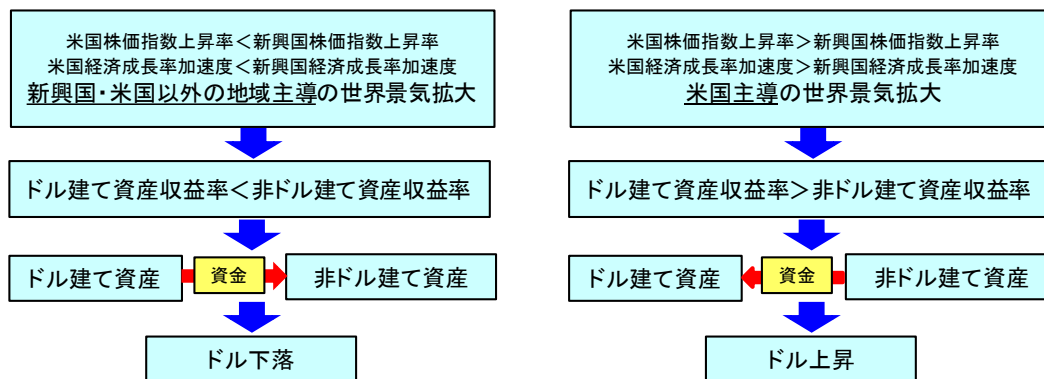 米国株価指数上昇率<新興国株価指数上昇率
米国経済成長率加速度<新興国経済成長率加速度
新興国・米国以外の地域主導の世界景気拡大
ドル建て資産収益率<非ドル建て資産収益率
ドル建て資産
資金
非ドル建て資産
ドル下落
米国株価指数上昇率>新興国株価指数上昇率
米国経済成長率加速度>新興国経済成長率加速度
米国主導の世界景気拡大
ドル建て資産収益率>非ドル建て資産収益率
ドル建て資産
資金
非ドル建て資産
ドル上昇